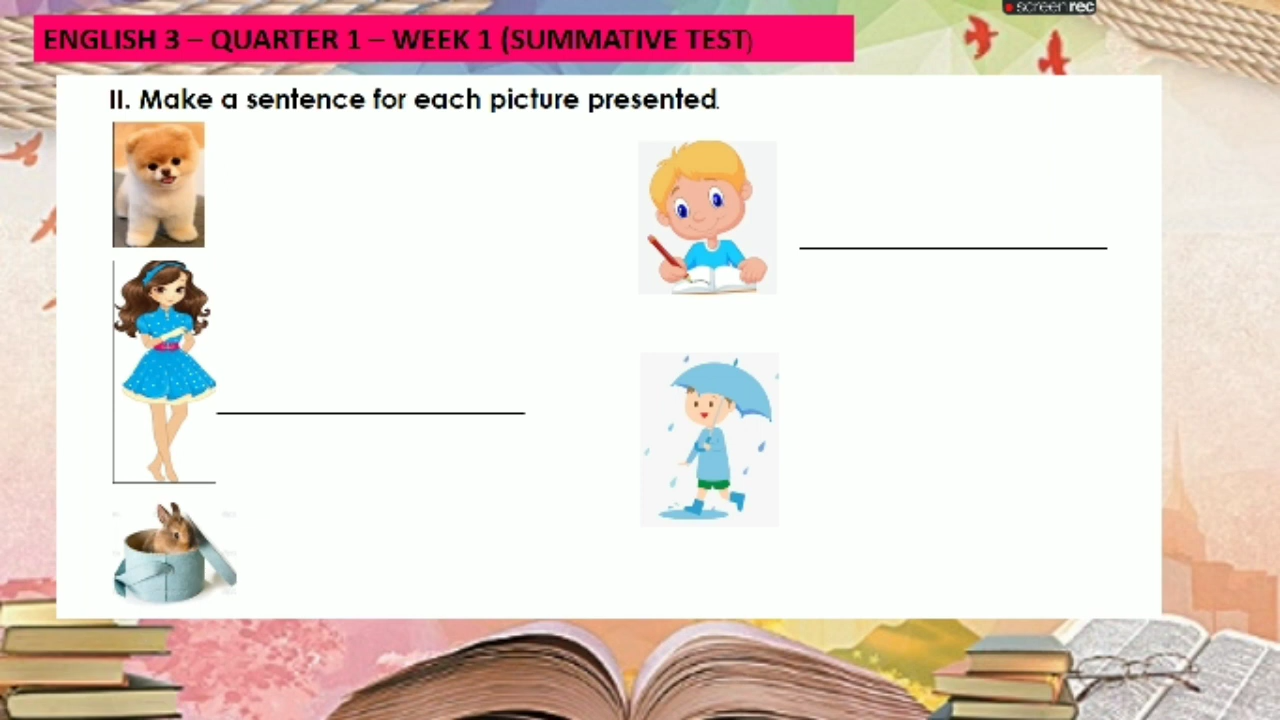 screenrec
ENGLISH 3 – QUARTER 1 – WEEK 1 (SUMMATIVE TEST)
II. Make a sentence for each picture presented.